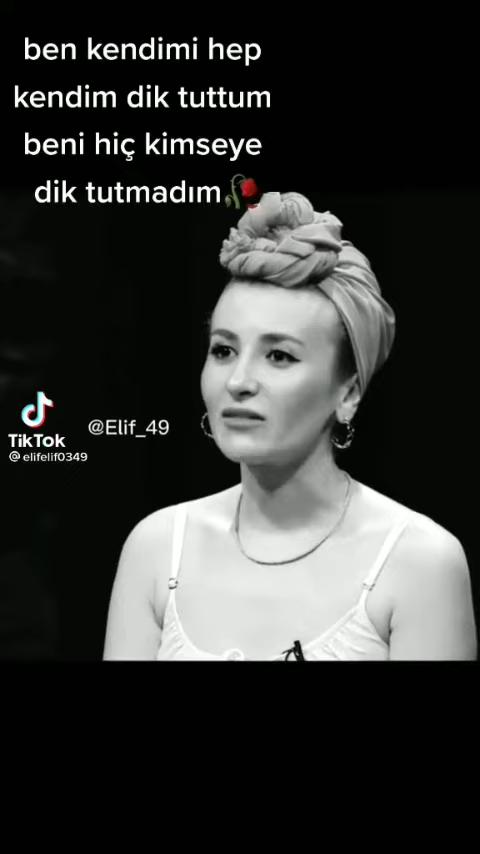 ben kendimi hep
kendim dik tuttum
beni hiç kimseye
dik tutmadım🥀
TikTok
@Elif_49
@ elifelif0349